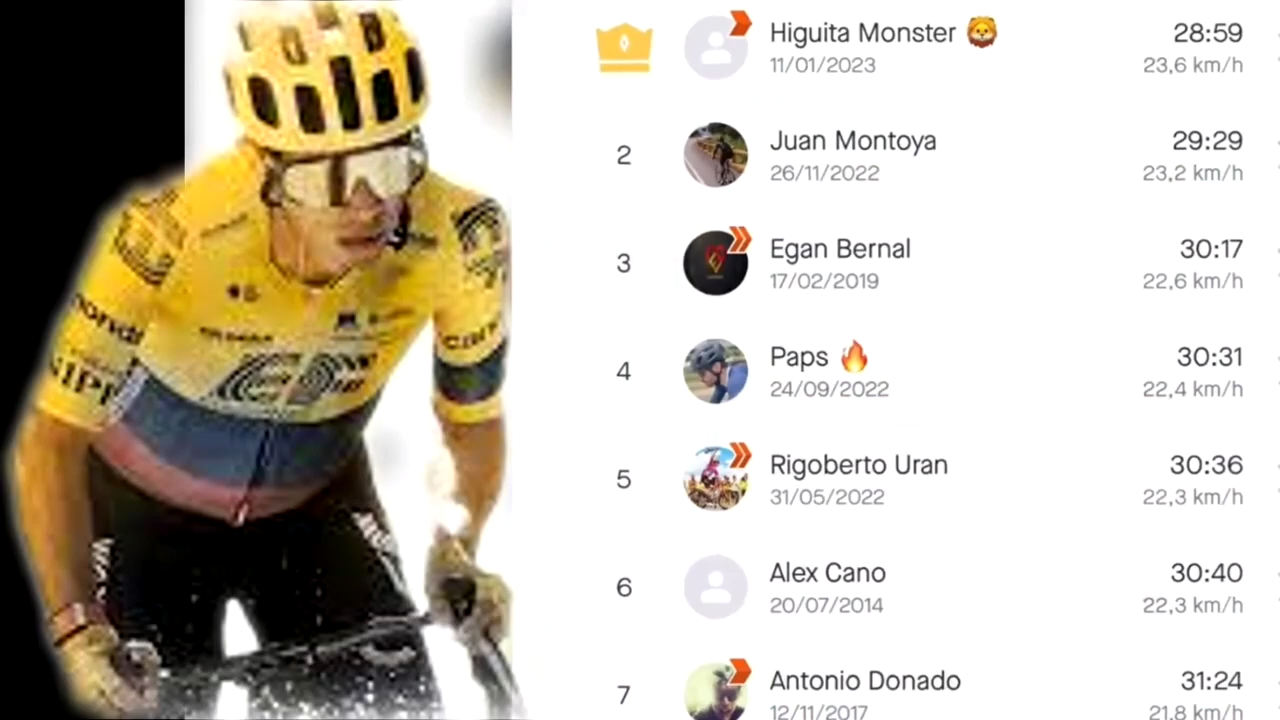 Higuita Monster 🦁
28:59
11/01/2023
23,6 km/h
2
Juan Montoya
29:29
26/11/2022
23,2 km/h
3
Egan Bernal
30:17
17/02/2019
22,6 km/h
4
Paps 🔥
30:31
24/09/2022
22,4 km/h
5
Rigoberto Uran
30:36
31/05/2022
22,3 km/h
6
Alex Cano
30:40
20/07/2014
22,3 km/h
7
Antonio Donado
31:24
12/11/2017
21,8 km/h
NIPP
EF